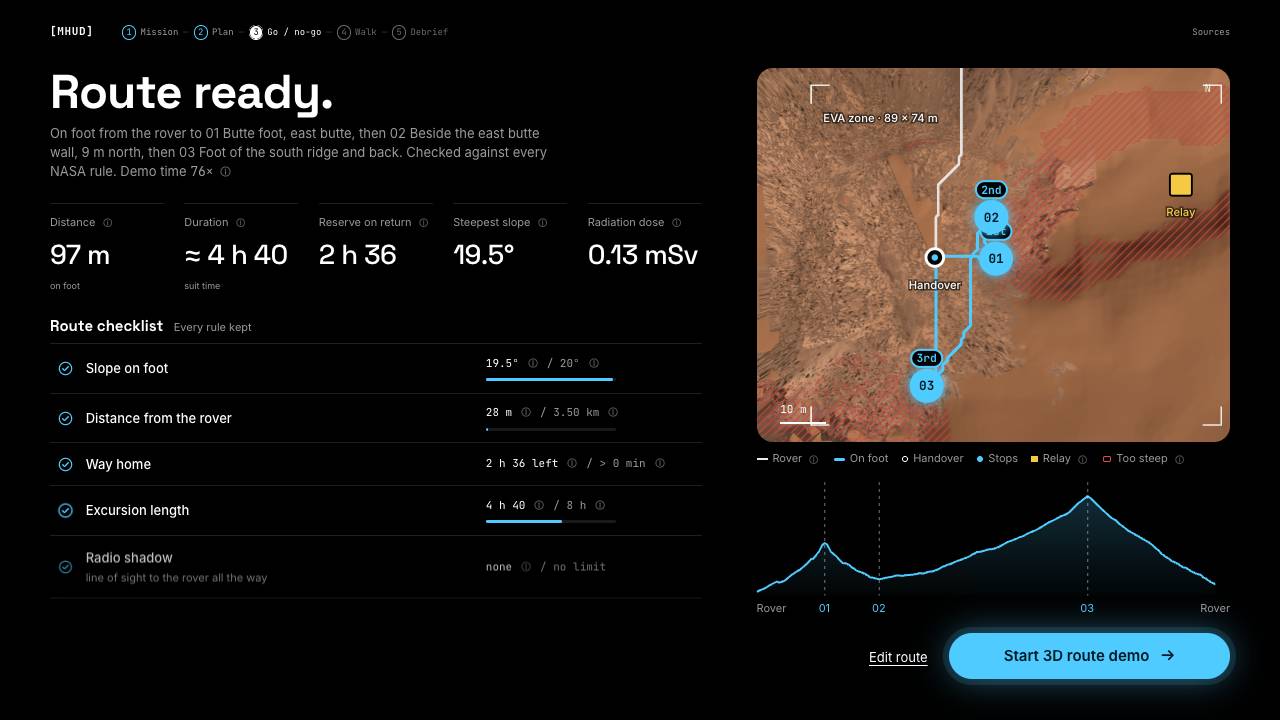 [MHUD]
1 Mission
2 Plan
3 Go / no-go
4 Walk
5 Debrief
Sources
Route ready.
On foot from the rover to 01 Butte foot, east butte, then 02 Beside the east butte
wall, 9 m north, then 03 Foot of the south ridge and back. Checked against every
NASA rule. Demo time 76×
Distance
97 m
on foot
Duration
≈ 4 h 40
suit time
Reserve on return
2 h 36
Steepest slope
19.5°
Radiation dose
0.13 mSv
Route checklist Every rule kept
Slope on foot
19.5° / 20°
Distance from the rover
28 m / 3.50 km
Way home
2 h 36 left / > 0 min
Excursion length
4 h 40 / 8 h
Radio shadow
line of sight to the rover all the way
none / no limit
N
EVA zone · 89 × 74 m
2nd
02
01
Relay
Handover
3rd
03
10 m
Rover
On foot
Handover
Stops
Relay
Too steep
Rover 01 02 03 Rover
Edit route
Start 3D route demo →